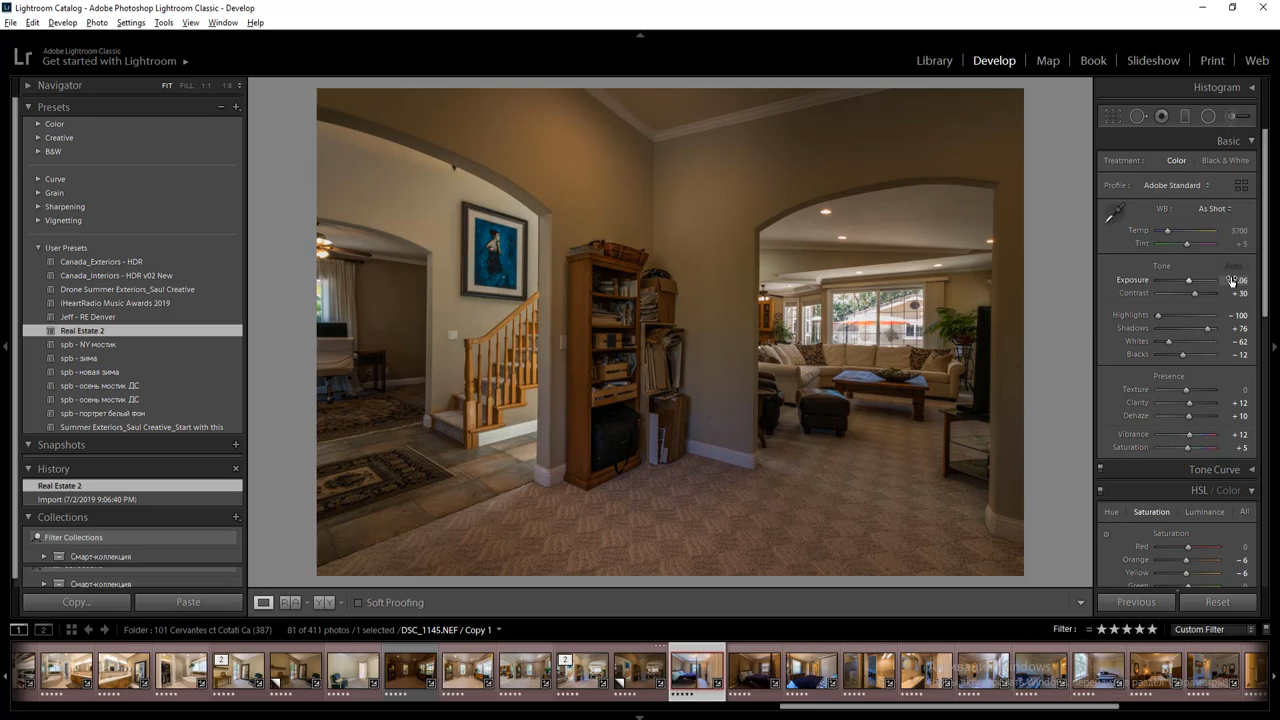 Lightroom Catalog - Adobe Photoshop Lightroom Classic - Develop
File Edit Develop Photo Settings Tools View Window Help
Lr Adobe Lightroom Classic
Get started with Lightroom
Library Develop Map Book Slideshow Print Web
Navigator FIT FILL 1:1 1:8
Presets
Color
Creative
B&W
Curve
Grain
Sharpening
Vignetting
User Presets
Canada_Exteriors - HDR
Canada_Interiors - HDR v02 New
Drone Summer Exteriors_Saul Creative
iHeartRadio Music Awards 2019
Jeff - RE Denver
Real Estate 2
spb - NY мостик
spb - зима
spb - новая зима
spb - осень мостик ДС
spb - осень мостик ДС
spb - портрет белый фон
Summer Exteriors_Saul Creative_Start with this
Snapshots
History
Real Estate 2
Import (7/2/2019 9:06:40 PM)
Collections
Filter Collections
Смарт-коллекция
Смарт-коллекция
Copy... Paste
Soft Proofing
Histogram
Basic
Treatment : Color Black & White
Profile : Adobe Standard
WB : As Shot
Temp 3700
Tint + 5
Tone Auto
Exposure
Contrast + 30
Highlights - 100
Shadows + 76
Whites - 62
Blacks - 12
Presence
Texture 0
Clarity + 12
Dehaze + 10
Vibrance + 12
Saturation + 5
Tone Curve
HSL / Color
Hue Saturation Luminance All
Saturation
Red 0
Orange - 6
Yellow - 6
Green
Previous Reset
1 2 Folder : 101 Cervantes ct Cotati Ca (387) 81 of 411 photos / 1 selected / DSC_1145.NEF / Copy 1 Filter : Custom Filter
2 2
Windows